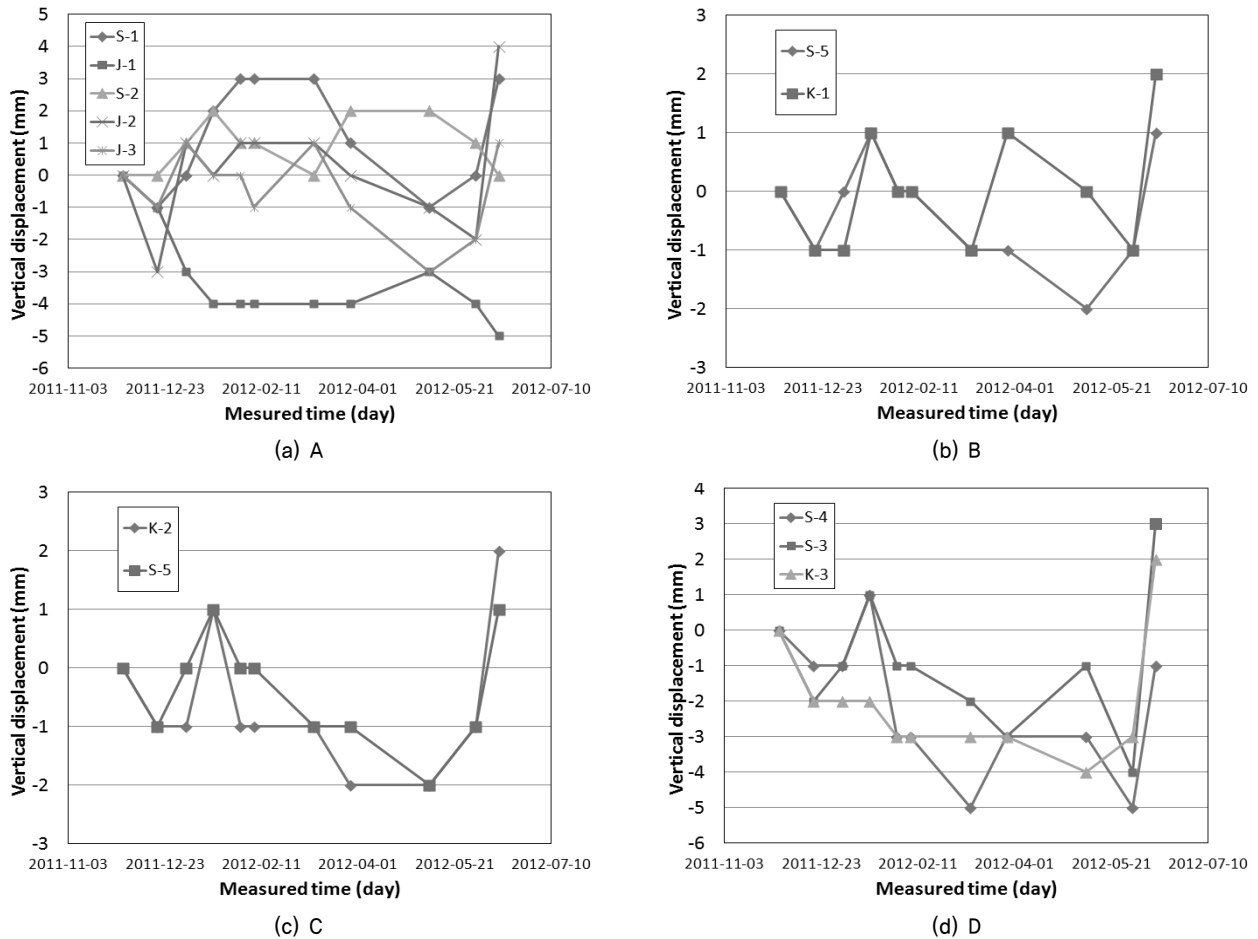 5
4
3
2
1
0
-1
-2
-3
-4
-5
-6
Vertical displacement (mm)
S-1
J-1
S-2
J-2
J-3
2011-11-03 2011-12-23 2012-02-11 2012-04-01 2012-05-21 2012-07-10
Mesured time (day)
(a) A
3
2
1
0
-1
-2
-3
Vertical displacement (mm)
S-5
K-1
2011-11-03 2011-12-23 2012-02-11 2012-04-01 2012-05-21 2012-07-10
Measured time (day)
(b) B
3
2
1
0
-1
-2
-3
Vertical displacement (mm)
K-2
S-5
2011-11-03 2011-12-23 2012-02-11 2012-04-01 2012-05-21 2012-07-10
Measured time (day)
(c) C
4
3
2
1
0
-1
-2
-3
-4
-5
-6
Vertical displacement (mm)
S-4
S-3
K-3
2011-11-03 2011-12-23 2012-02-11 2012-04-01 2012-05-21 2012-07-10
Measured time (day)
(d) D